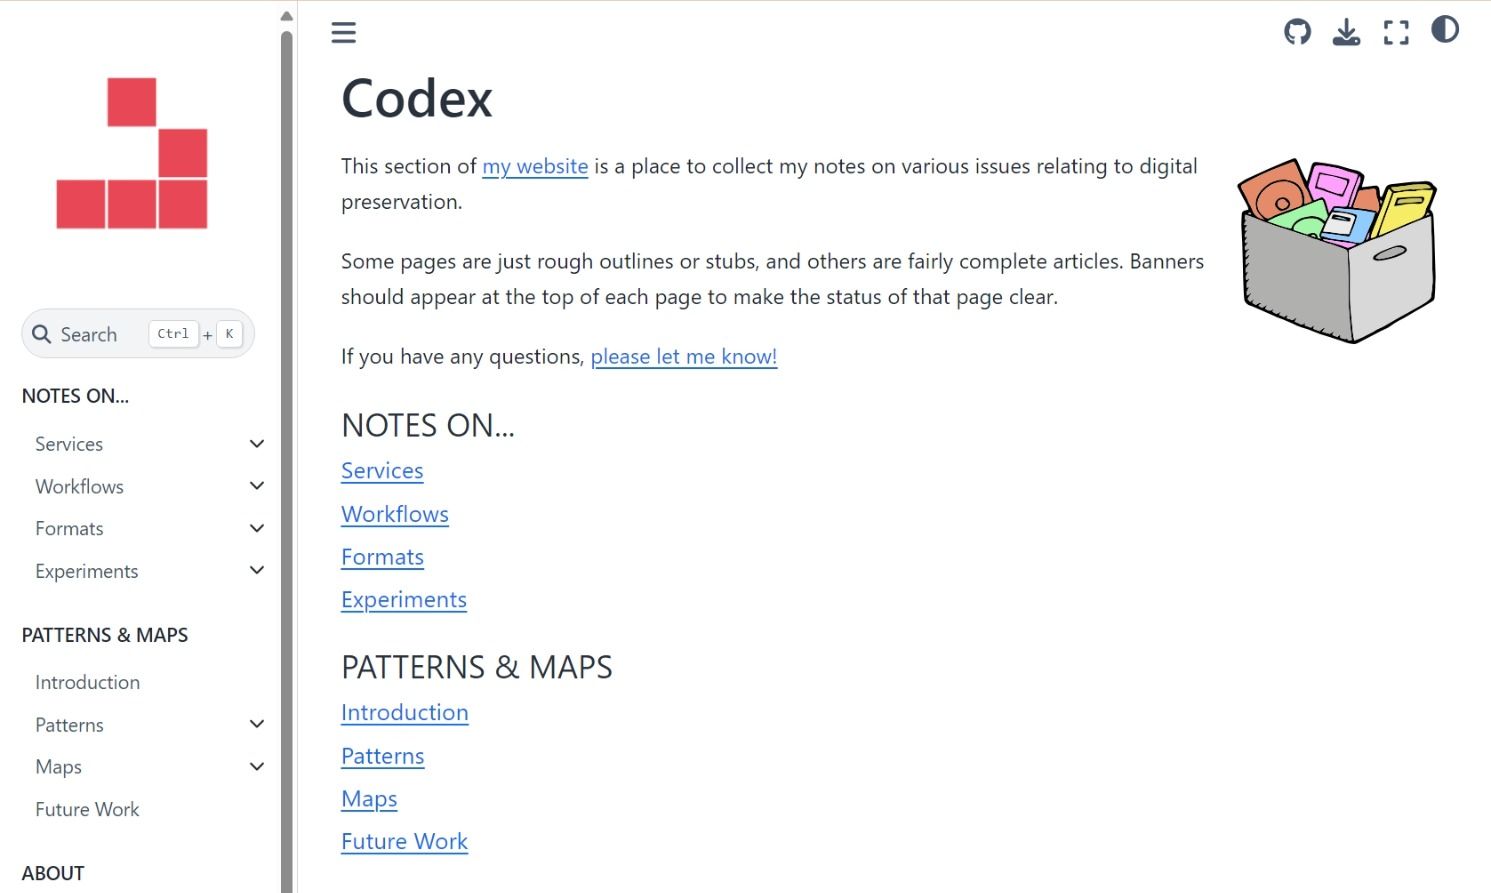 Search Ctrl + K
NOTES ON...
Services
Workflows
Formats
Experiments
PATTERNS & MAPS
Introduction
Patterns
Maps
Future Work
ABOUT
Codex
This section of my website is a place to collect my notes on various issues relating to digital
preservation.
Some pages are just rough outlines or stubs, and others are fairly complete articles. Banners
should appear at the top of each page to make the status of that page clear.
If you have any questions, please let me know!
NOTES ON...
Services
Workflows
Formats
Experiments
PATTERNS & MAPS
Introduction
Patterns
Maps
Future Work